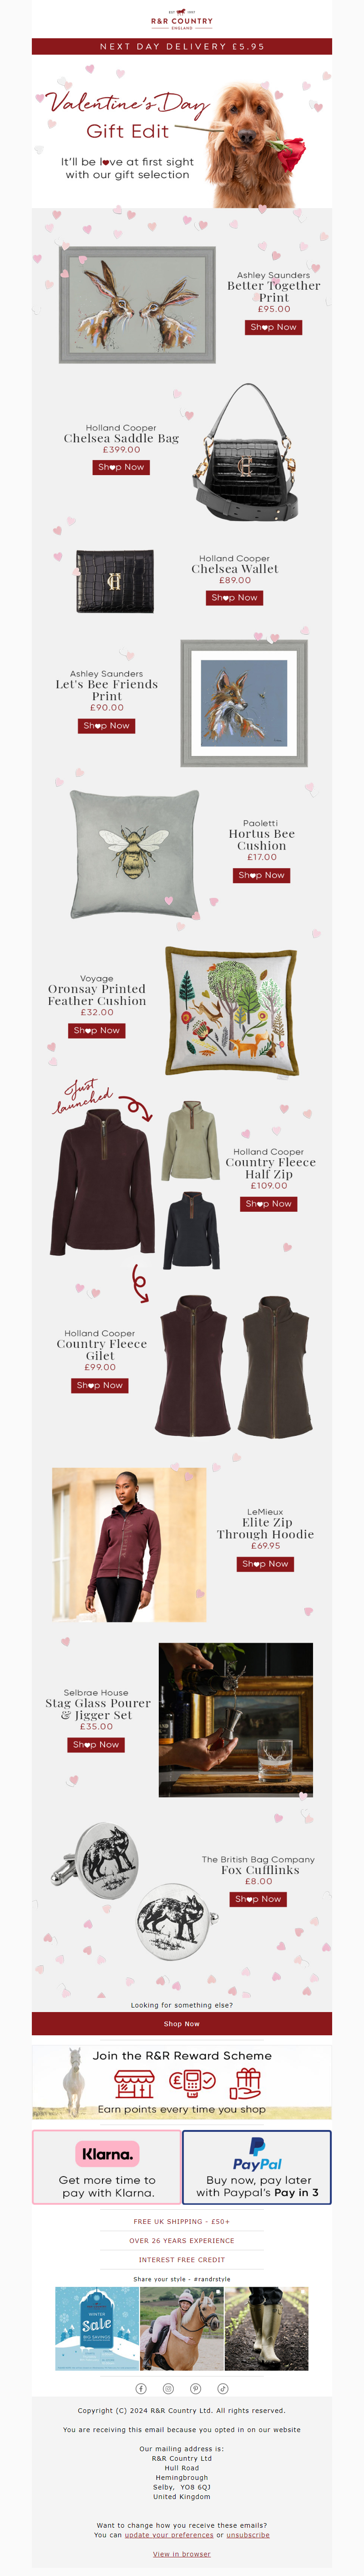 EST 1997
R&R COUNTRY
ENGLAND
NEXT DAY DELIVERY £5.95
Valentine's Day
Gift Edit
It'll be love at first sight
with our gift selection
Ashley Saunders
Better Together
Print
£95.00
Shop Now
Holland Cooper
Chelsea Saddle Bag
£399.00
Shop Now
Holland Cooper
Chelsea Wallet
£89.00
Shop Now
Ashley Saunders
Let's Bee Friends
Print
£90.00
Shop Now
Paoletti
Hortus Bee
Cushion
£17.00
Shop Now
Voyage
Oronsay Printed
Feather Cushion
£32.00
Shop Now
Just
launched
Holland Cooper
Country Fleece
Half Zip
£109.00
Shop Now
Holland Cooper
Country Fleece
Gilet
£99.00
Shop Now
LeMieux
Elite Zip
Through Hoodie
£69.95
Shop Now
Selbrae House
Stag Glass Pourer
& Jigger Set
£35.00
Shop Now
The British Bag Company
Fox Cufflinks
£8.00
Shop Now
Looking for something else?
Shop Now
Join the R&R Reward Scheme
Earn points every time you shop
Klarna.
Get more time to
pay with Klarna.
PayPal
Buy now, pay later
with Paypal's Pay in 3
FREE UK SHIPPING - £50+
OVER 26 YEARS EXPERIENCE
INTEREST FREE CREDIT
Share your style - #randrstyle
WINTER
Sale
BIG SAVINGS
Copyright (C) 2024 R&R Country Ltd. All rights reserved.
You are receiving this email because you opted in on our website
Our mailing address is:
R&R Country Ltd
Hull Road
Hemingbrough
Selby, YO8 6QJ
United Kingdom
Want to change how you receive these emails?
You can update your preferences or unsubscribe
View in browser